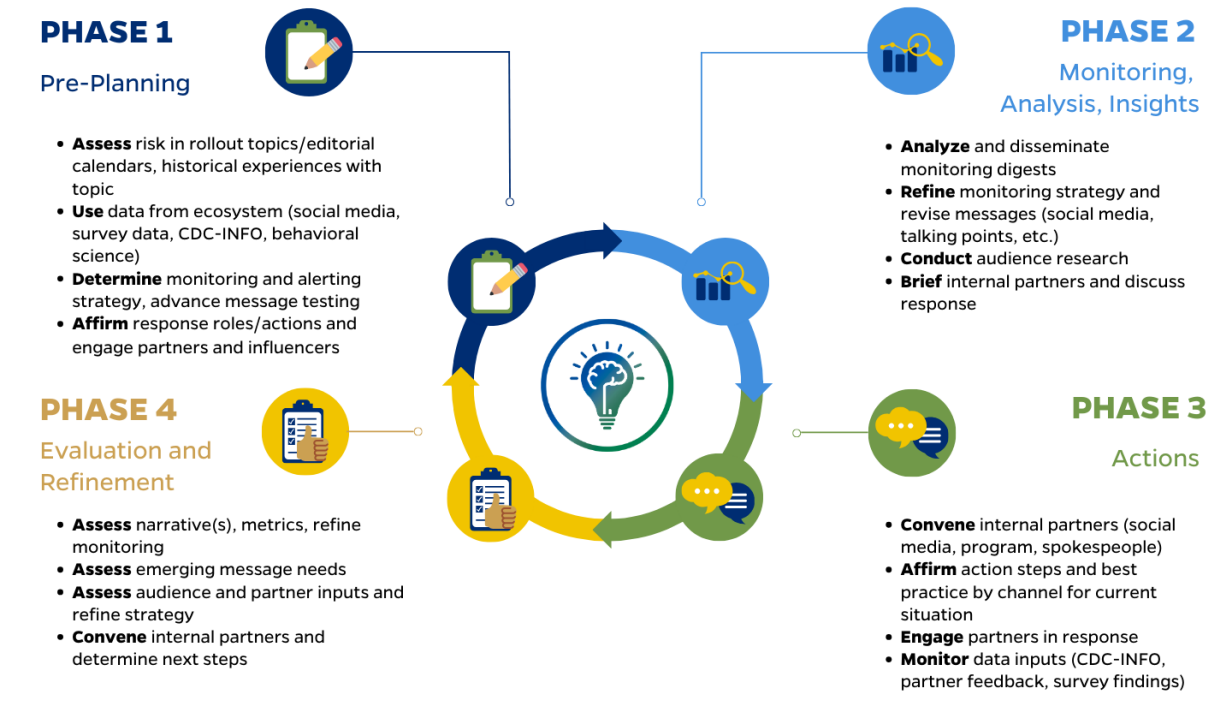 PHASE 1
Pre-Planning
• Assess risk in rollout topics/editorial
calendars, historical experiences with
topic
• Use data from ecosystem (social media,
survey data, CDC-INFO, behavioral
science)
• Determine monitoring and alerting
strategy, advance message testing
• Affirm response roles/actions and
engage partners and influencers
PHASE 2
Monitoring,
Analysis, Insights
• Analyze and disseminate
monitoring digests
• Refine monitoring strategy and
revise messages (social media,
talking points, etc.)
• Conduct audience research
• Brief internal partners and discuss
response
PHASE 3
Actions
• Convene internal partners (social
media, program, spokespeople)
• Affirm action steps and best
practice by channel for current
situation
• Engage partners in response
• Monitor data inputs (CDC-INFO,
partner feedback, survey findings)
PHASE 4
Evaluation and
Refinement
• Assess narrative(s), metrics, refine
monitoring
• Assess emerging message needs
• Assess audience and partner inputs and
refine strategy
• Convene internal partners and
determine next steps